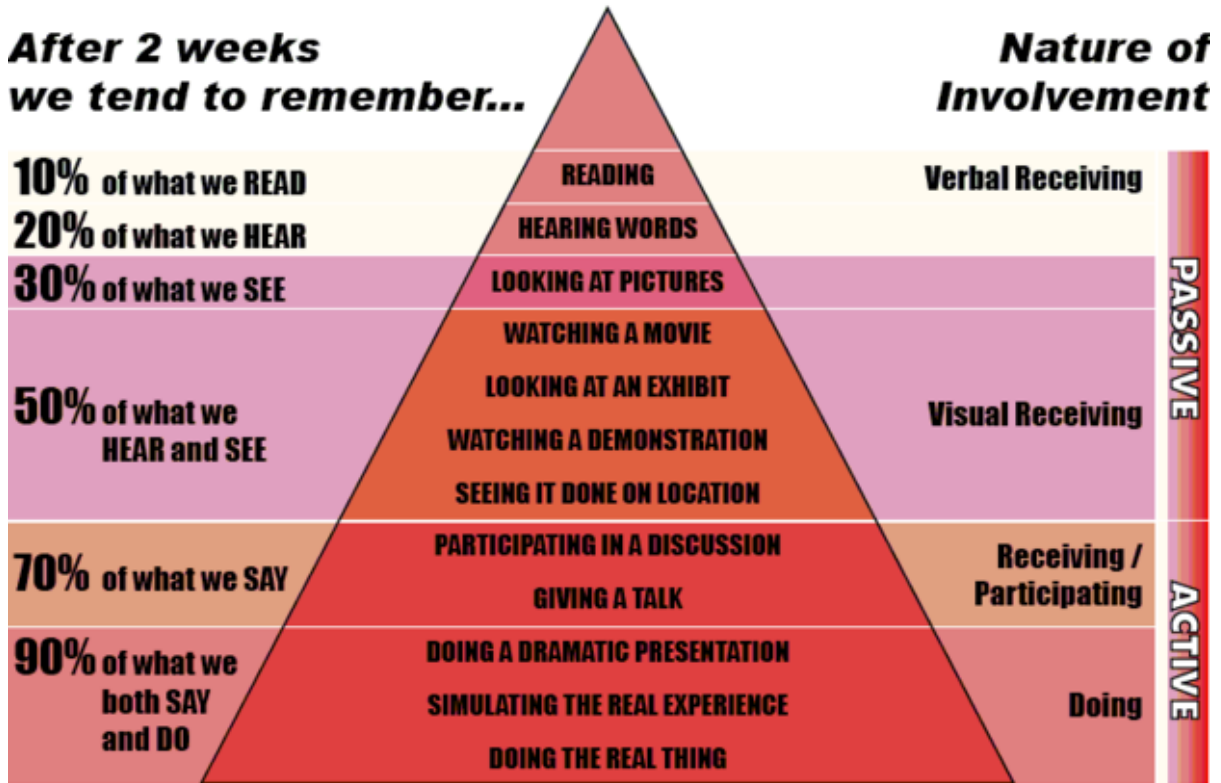 After 2 weeks
we tend to remember...
Nature of
Involvement
10% of what we READ
READING
Verbal Receiving
20% of what we HEAR
HEARING WORDS
30% of what we SEE
LOOKING AT PICTURES
50% of what we
HEAR and SEE
WATCHING A MOVIE
LOOKING AT AN EXHIBIT
WATCHING A DEMONSTRATION
SEEING IT DONE ON LOCATION
Visual Receiving
PASSIVE
70% of what we SAY
PARTICIPATING IN A DISCUSSION
GIVING A TALK
Receiving /
Participating
90% of what we
both SAY
and DO
DOING A DRAMATIC PRESENTATION
SIMULATING THE REAL EXPERIENCE
DOING THE REAL THING
Doing
ACTIVE